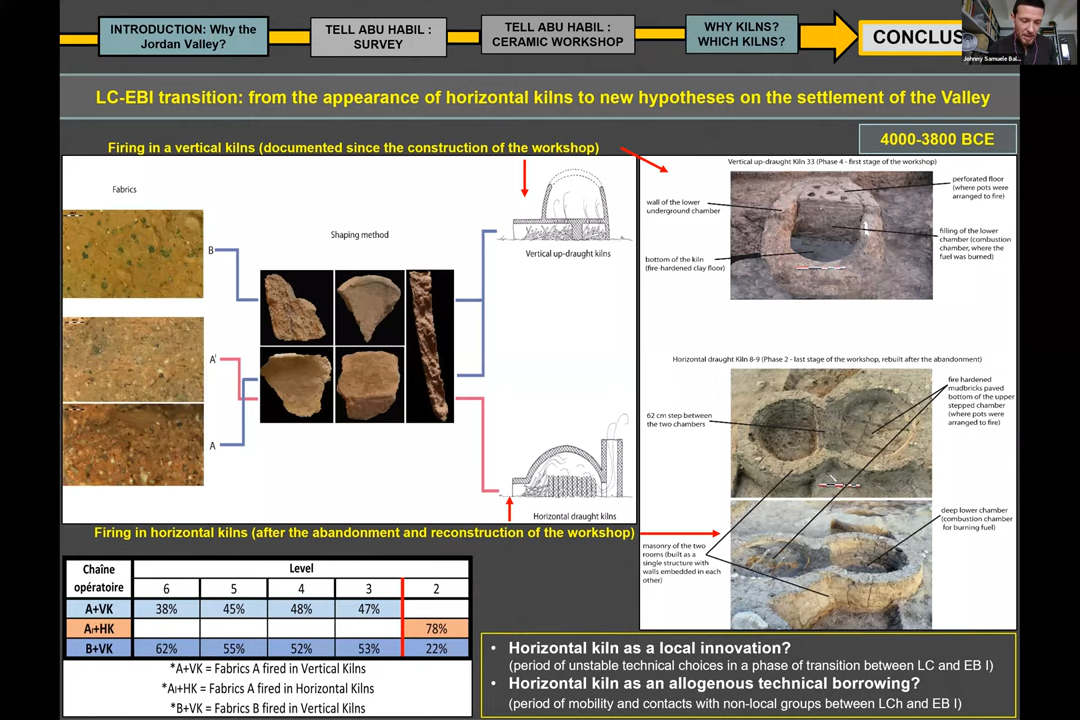 INTRODUCTION: Why the
Jordan Valley?
TELL ABU HABIL :
SURVEY
TELL ABU HABIL :
CERAMIC WORKSHOP
WHY KILNS?
WHICH KILNS?
CONCLUS
Johnny Samuele Bal...
LC-EBI transition: from the appearance of horizontal kilns to new hypotheses on the settlement of the Valley
4000-3800 BCE
Firing in a vertical kilns (documented since the construction of the workshop)
Fabrics
Shaping method
B
A'
A
Vertical up-draught kilns
Horizontal draught kilns
Firing in horizontal kilns (after the abandonment and reconstruction of the workshop)
Vertical up-draught Kiln 33 (Phase 4 - first stage of the workshop)
wall of the lower
underground chamber
bottom of the kiln
(fire-hardened clay floor)
perforated floor
(where pots were
arranged to fire)
filling of the lower
chamber (combustion
chamber, where the
fuel was burned)
Horizontal draught Kiln 8-9 (Phase 2 - last stage of the workshop, rebuilt after the abandonment)
62 cm step between
the two chambers
fire hardened
mudbricks paved
bottom of the upper
stepped chamber
(where pots were
arranged to fire)
deep lower chamber
(combustion chamber
for burning fuel)
masonry of the two
rooms (built as a
single structure with
walls embedded in each
other)
Chaîne
opératoire
Level
6 5 4 3 2
A+VK 38% 45% 48% 47%
Aı+HK 78%
B+VK 62% 55% 52% 53% 22%
*A+VK = Fabrics A fired in Vertical Kilns
*Aı+HK = Fabrics A fired in Horizontal Kilns
*B+VK = Fabrics B fired in Vertical Kilns
• Horizontal kiln as a local innovation?
(period of unstable technical choices in a phase of transition between LC and EB I)
• Horizontal kiln as an allogenous technical borrowing?
(period of mobility and contacts with non-local groups between LCh and EB I)